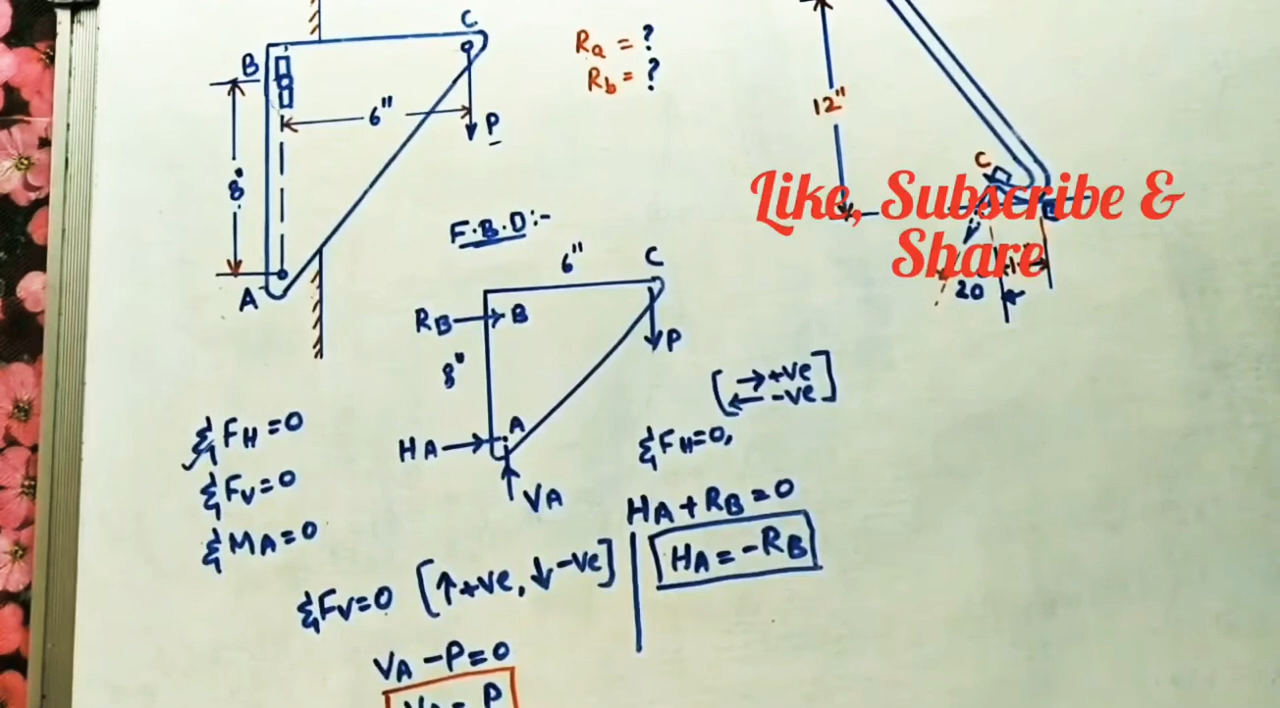 C
B
6"
P
8"
A
Ra = ?
Rb = ?
12"
C
20
Like, Subscribe &
Share
F.B.D:-
6"
C
RB
B
P
8"
HA
A
VA
[→ +ve
← -ve]
ΣFH=0
ΣFV=0
ΣMA=0
ΣFH=0,
HA+RB=0
HA=-RB
ΣFV=0 [↑+ve, ↓-ve]
VA-P=0
VA= P